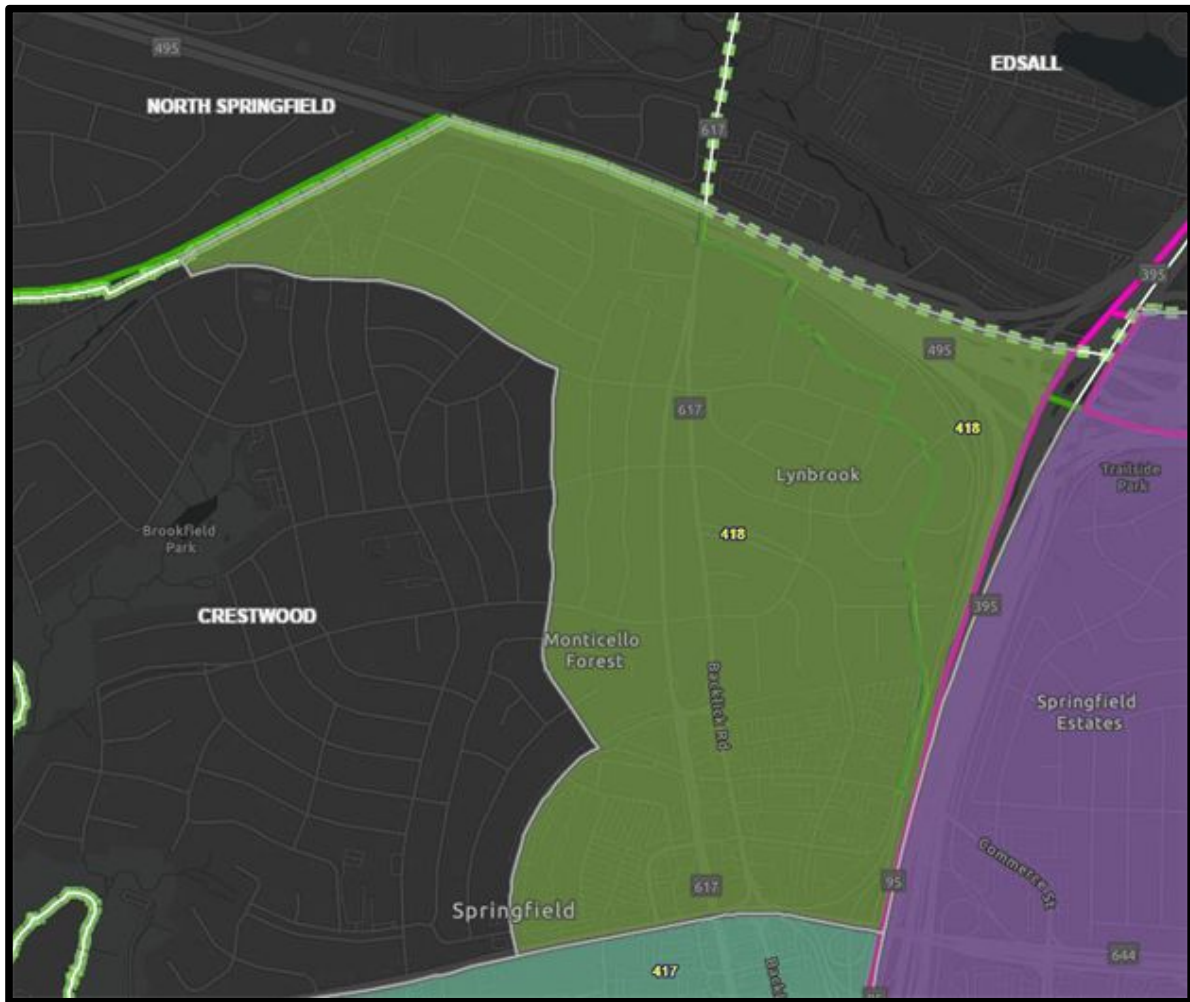 495
EDSALL
NORTH SPRINGFIELD
617
395
495
617
418
Lynbrook
Trailside
Park
Brookfield
Park
418
395
CRESTWOOD
Monticello
Forest
Backlick Rd
Springfield
Estates
Commerce St
95
617
Springfield
644
417